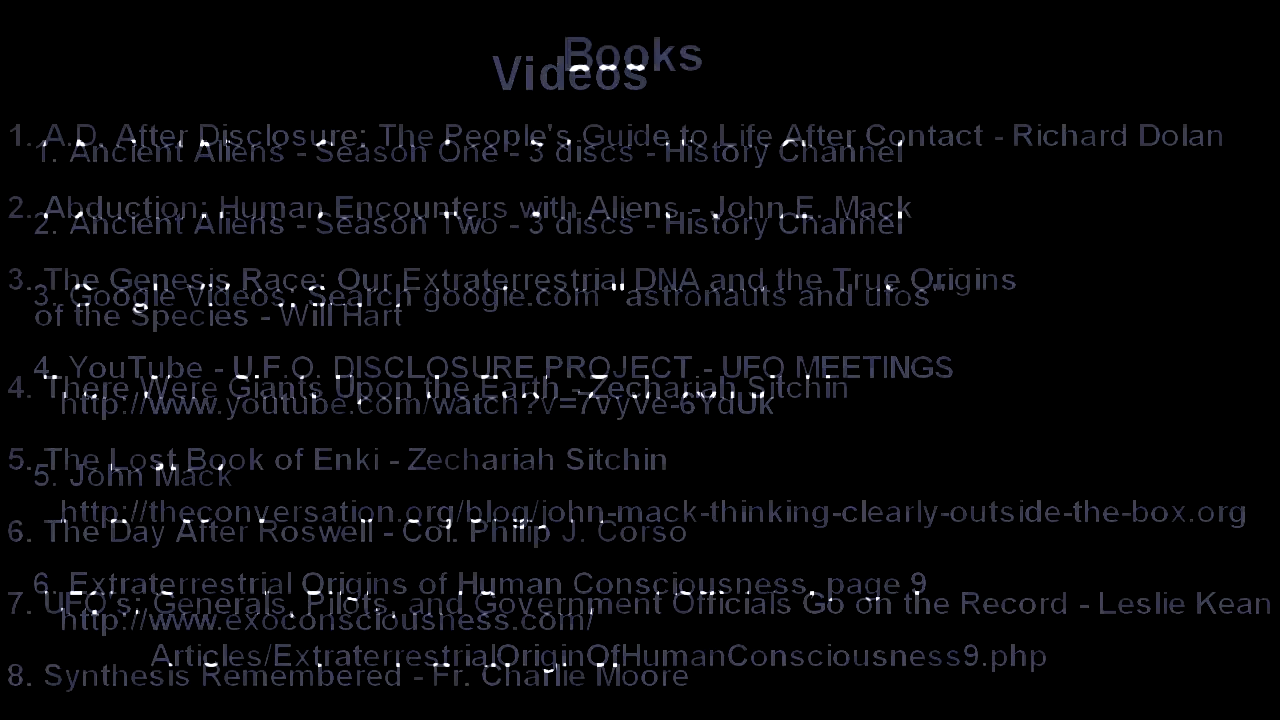 Books
1. A.D. After Disclosure: The People's Guide to Life After Contact - Richard Dolan
2. Abduction: Human Encounters with Aliens - John E. Mack
3. The Genesis Race: Our Extraterrestrial DNA and the True Origins
of the Species - Will Hart
4. There Were Giants Upon the Earth - Zechariah Sitchin
5. The Lost Book of Enki - Zechariah Sitchin
6. The Day After Roswell - Col. Philip J. Corso
7. UFO's: Generals, Pilots, and Government Officials Go on the Record - Leslie Kean
8. Synthesis Remembered - Fr. Charlie Moore
Videos
1. Ancient Aliens - Season One - 3 discs - History Channel
2. Ancient Aliens - Season Two - 3 discs - History Channel
3. Google Videos: Search google.com "astronauts and ufos"
4. YouTube - U.F.O. DISCLOSURE PROJECT - UFO MEETINGS
http://www.youtube.com/watch?v=7vyVe-6YdUk
5. John Mack
http://theconversation.org/blog/john-mack-thinking-clearly-outside-the-box.org
6. Extraterrestrial Origins of Human Consciousness, page 9
http://www.exoconsciousness.com/
Articles/ExtraterrestrialOriginOfHumanConsciousness9.php